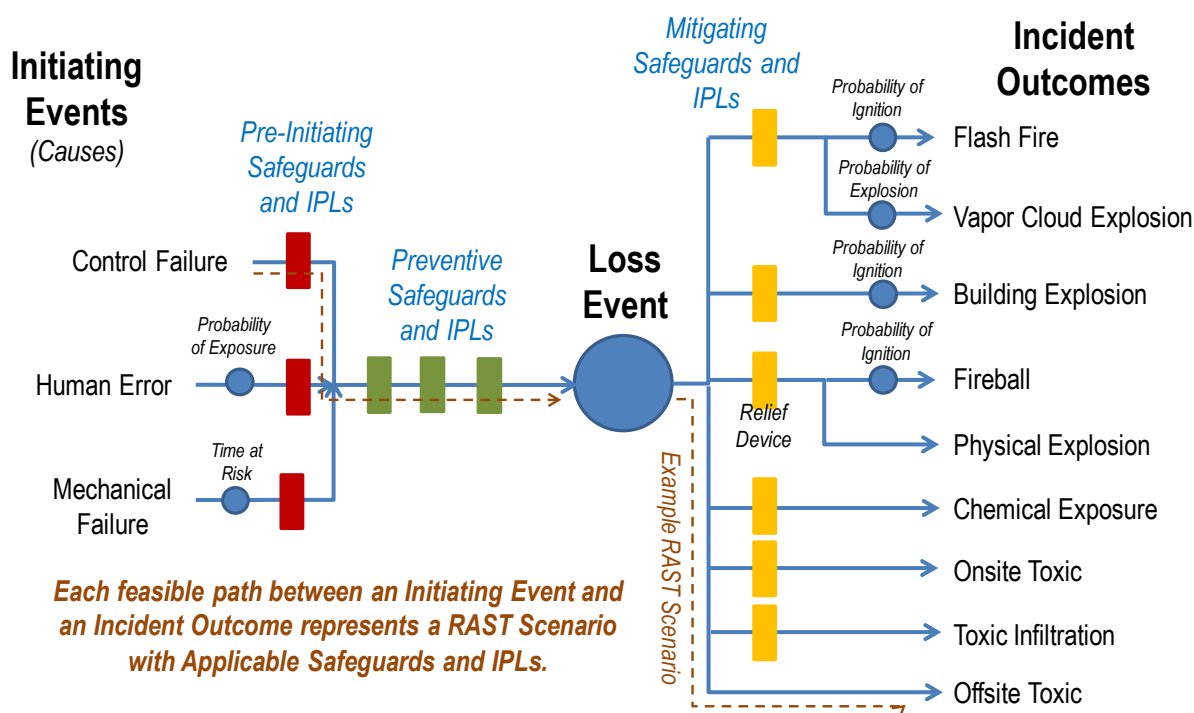 Initiating
Events
(Causes)
Pre-Initiating
Safeguards
and IPLs
Control Failure
Probability
of Exposure
Human Error
Time at
Risk
Mechanical
Failure
Preventive
Safeguards
and IPLs
Loss
Event
Mitigating
Safeguards and
IPLs
Relief
Device
Example RAST Scenario
Incident
Outcomes
Probability of
Ignition
Flash Fire
Probability of
Explosion
Vapor Cloud Explosion
Probability of
Ignition
Building Explosion
Probability of
Ignition
Fireball
Physical Explosion
Chemical Exposure
Onsite Toxic
Toxic Infiltration
Offsite Toxic
Each feasible path between an Initiating Event and
an Incident Outcome represents a RAST Scenario
with Applicable Safeguards and IPLs.